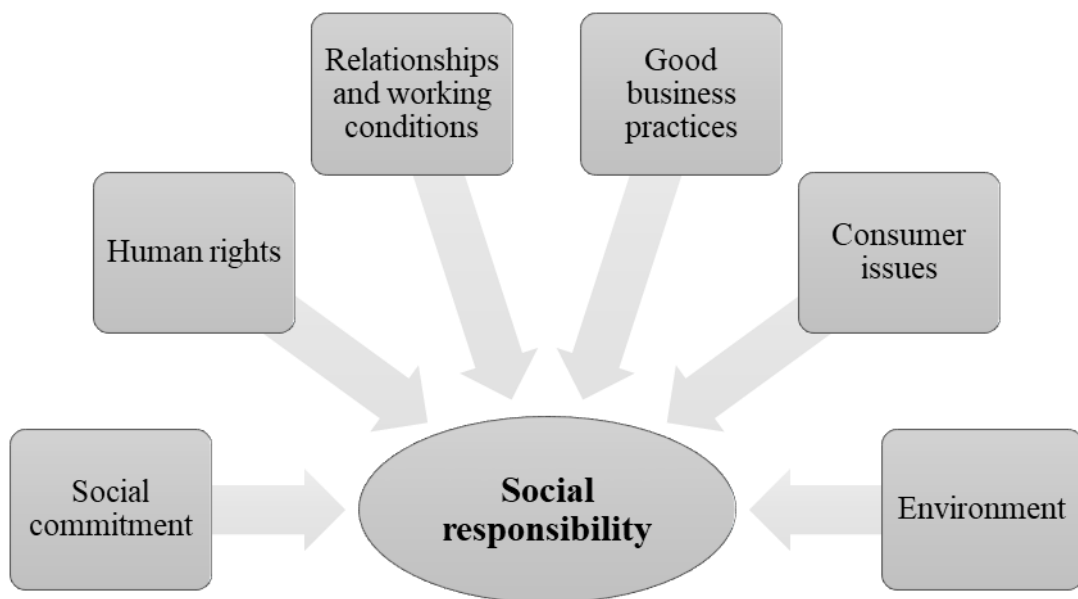 Relationships
and working
conditions
Good
business
practices
Human rights
Consumer
issues
Social
commitment
Social
responsibility
Environment